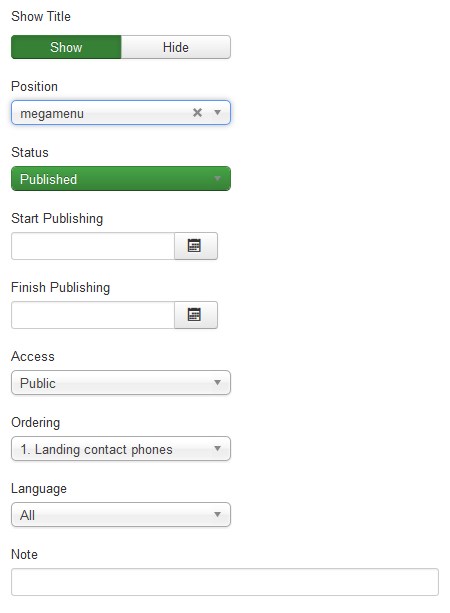 Show Title
Show Hide
Position
megamenu
Status
Published
Start Publishing
Finish Publishing
Access
Public
Ordering
1. Landing contact phones
Language
All
Note